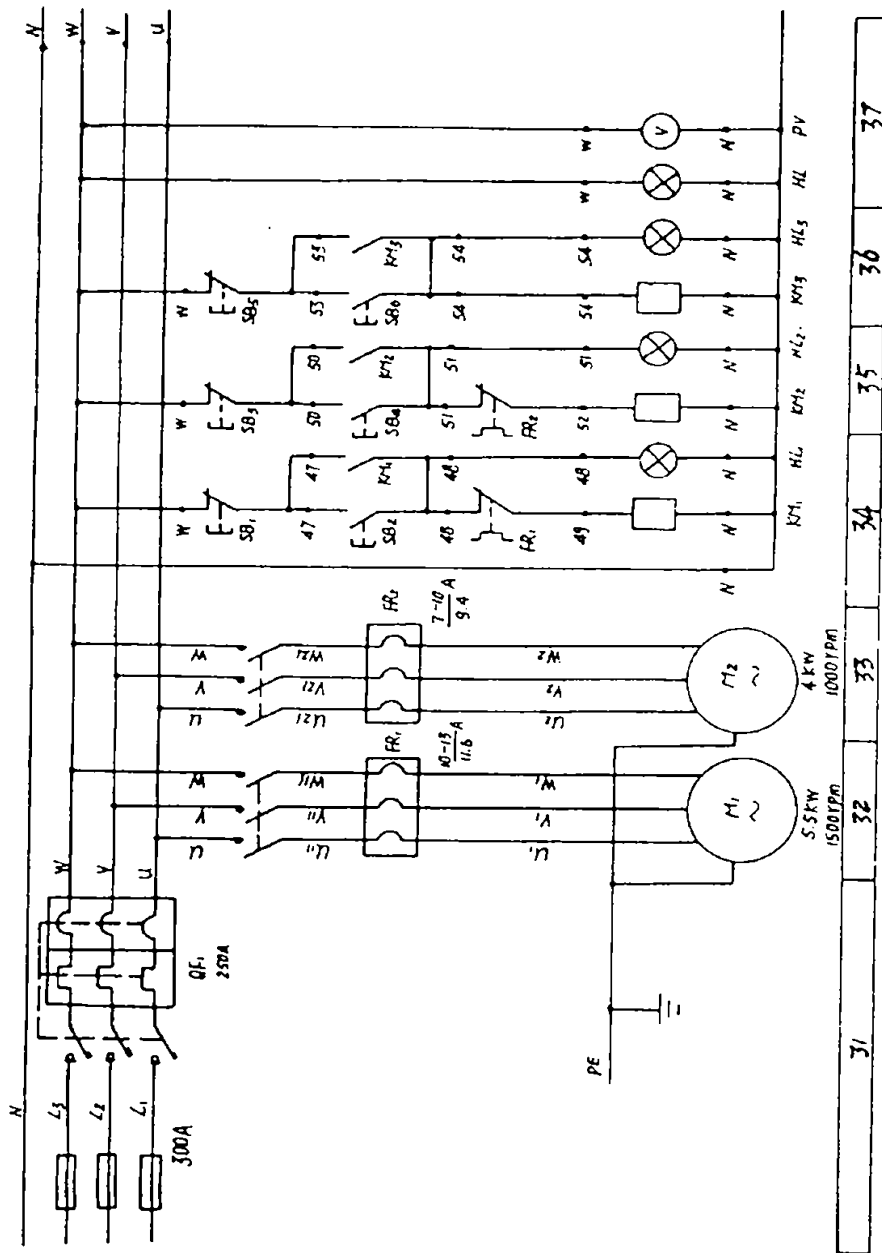 N
W
V
U
N
L3
L2
L1
300A
QF1
250A
W
V
U
U
V
W
U11
V11
W11
FR1
10-13 A
11.6
U1
V1
W1
M1
~
5.5KW
1500rpm
U
V
W
U21
V21
W21
FR2
7-10 A
9.4
U2
V2
W2
M2
~
4KW
1000rpm
PE
N
W
SB1
47
47
SB2
KM1
48
48
FR1
49
48
N
N
KM1
HL1
W
SB3
50
50
SB4
KM2
51
51
FR2
52
51
N
N
KM2
HL2.
W
SB5
53
53
SB6
KM3
54
54
54
54
N
N
KM3
HL3
W
N
HL
W
V
N
PV
31
32
33
34
35
36
37